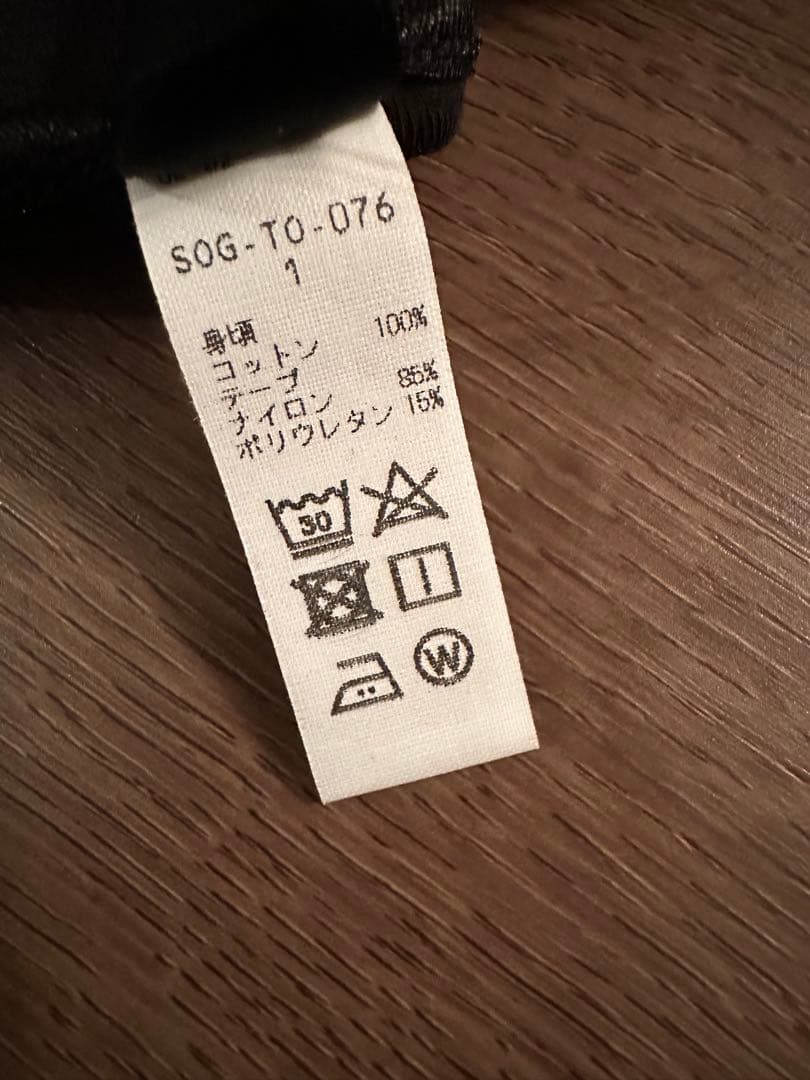 SOG-TO-076
1
身頃
コットン 100%
テープ
ナイロン 85%
ポリウレタン 15%
30
W